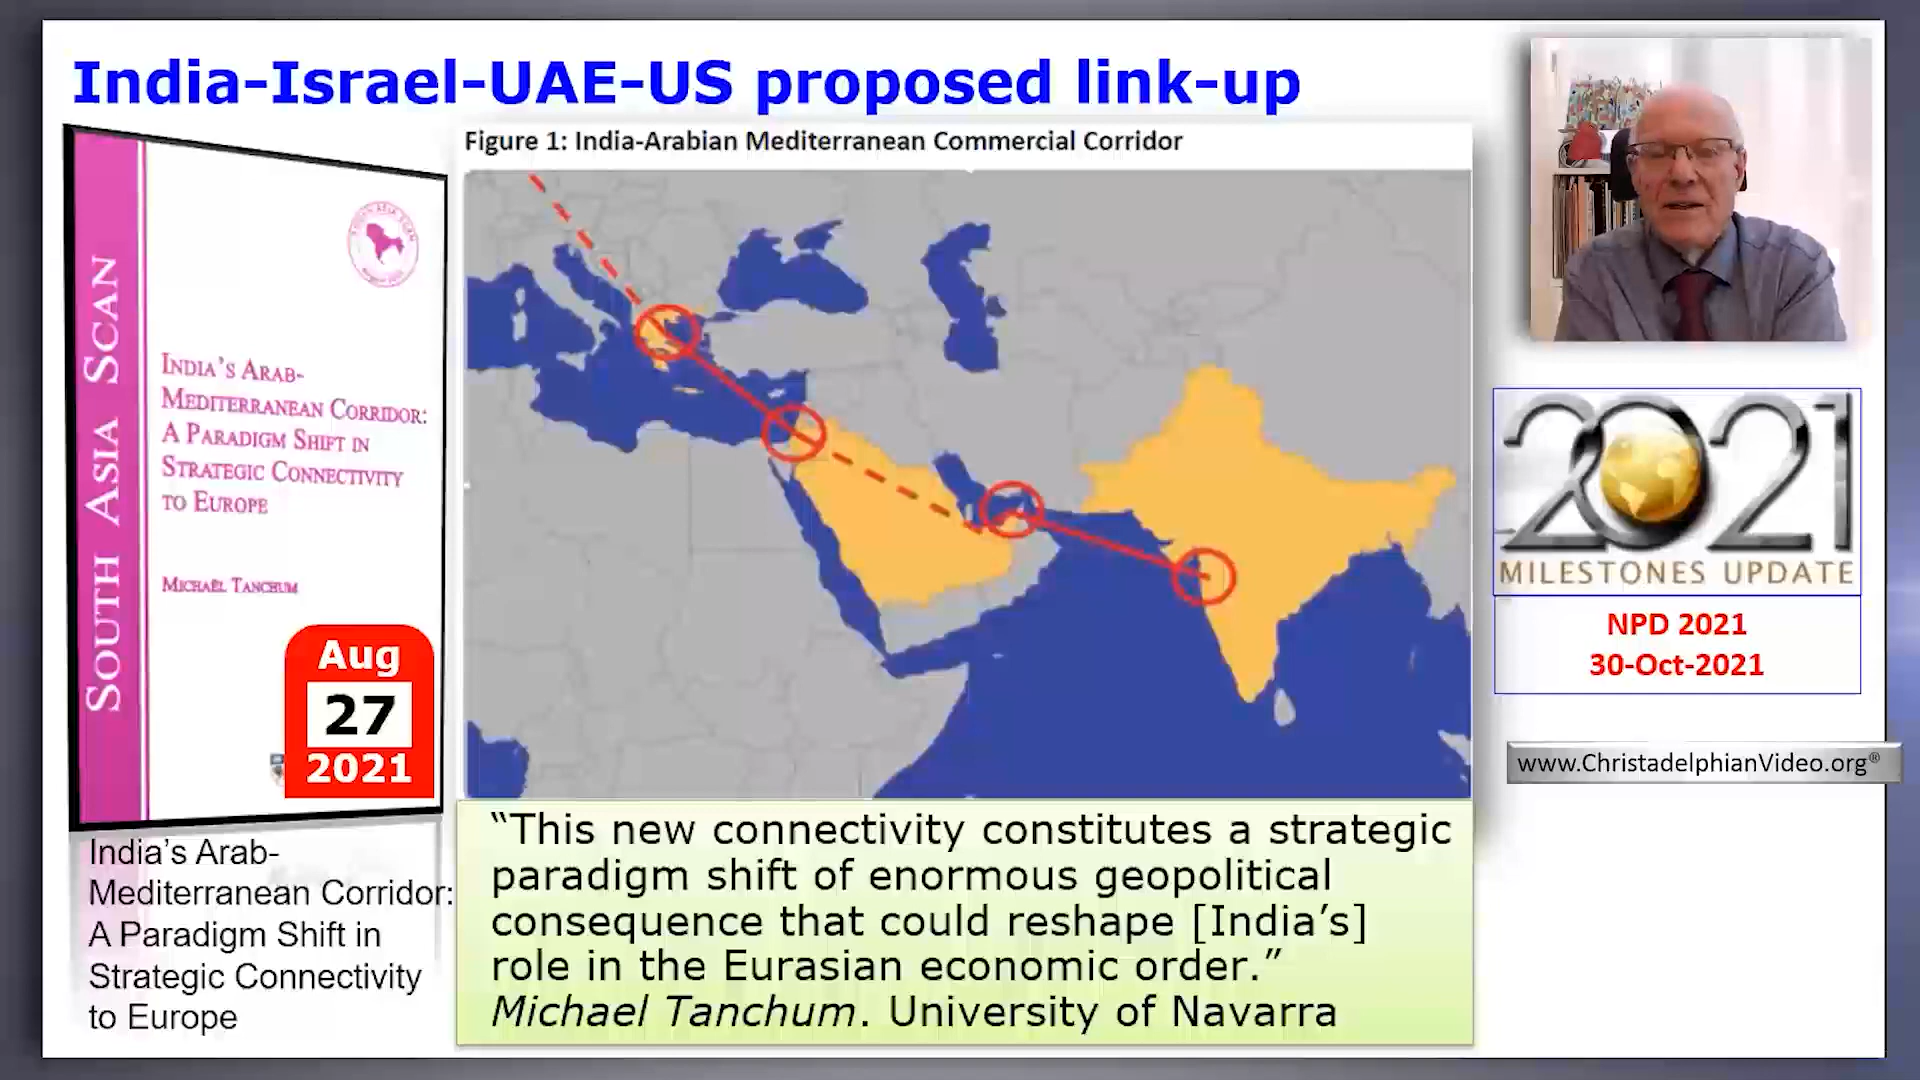 India-Israel-UAE-US proposed link-up
SOUTH ASIA SCAN
INDIA'S ARAB-
MEDITERRANEAN CORRIDOR:
A PARADIGM SHIFT IN
STRATEGIC CONNECTIVITY
TO EUROPE
MICHAËL TANCHUM
Aug
27
2021
India's Arab-
Mediterranean Corridor:
A Paradigm Shift in
Strategic Connectivity
to Europe
Figure 1: India-Arabian Mediterranean Commercial Corridor
“This new connectivity constitutes a strategic
paradigm shift of enormous geopolitical
consequence that could reshape [India’s]
role in the Eurasian economic order.”
Michael Tanchum. University of Navarra
2021
MILESTONES UPDATE
NPD 2021
30-Oct-2021
www.ChristadelphianVideo.org®